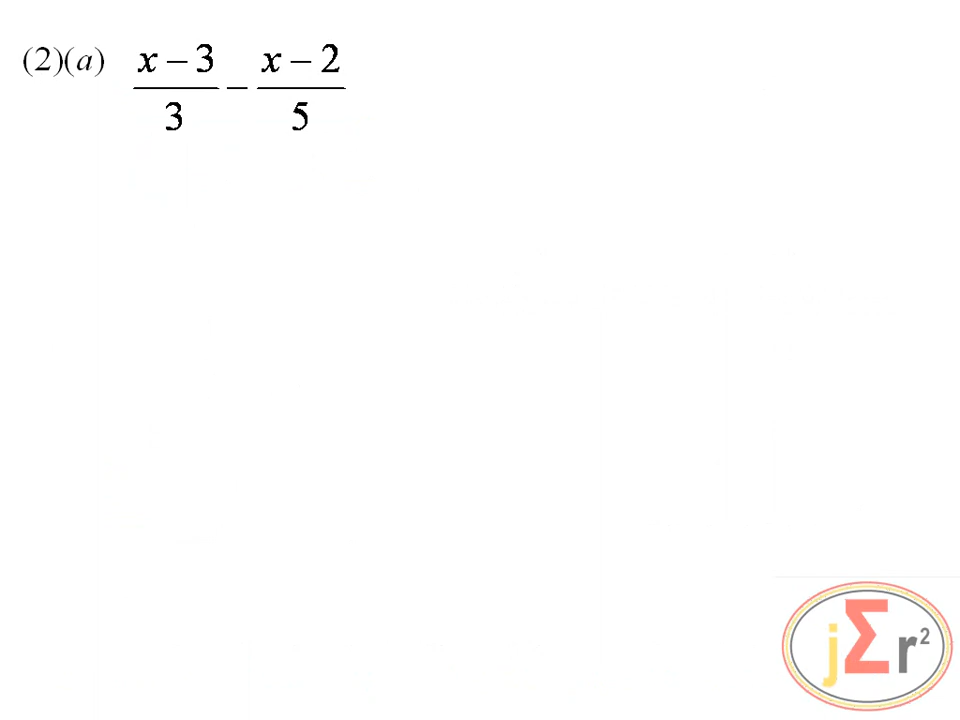 (2)(a) x – 3 / 3 – x – 2 / 5
jΣr²